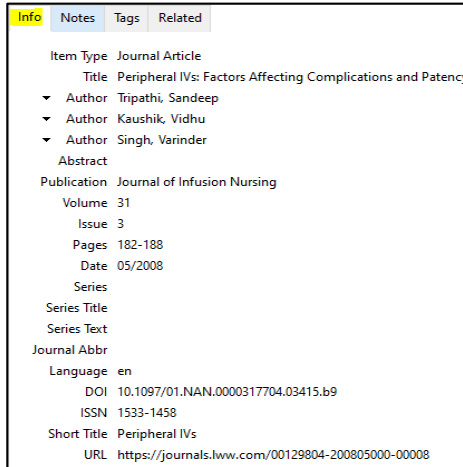 Info Notes Tags Related
Item Type Journal Article
Title Peripheral IVs: Factors Affecting Complications and Patency
Author Tripathi, Sandeep
Author Kaushik, Vidhu
Author Singh, Varinder
Abstract
Publication Journal of Infusion Nursing
Volume 31
Issue 3
Pages 182-188
Date 05/2008
Series
Series Title
Series Text
Journal Abbr
Language en
DOI 10.1097/01.NAN.0000317704.03415.b9
ISSN 1533-1458
Short Title Peripheral IVs
URL https://journals.lww.com/00129804-200805000-00008